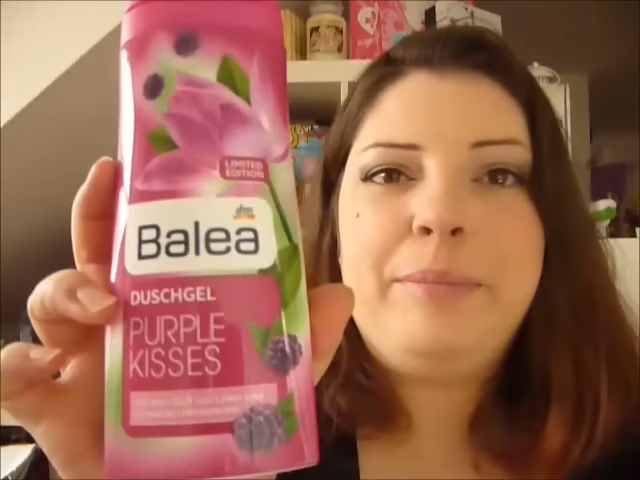 LIMITED
EDITION
dm
Balea
DUSCHGEL
PURPLE
KISSES